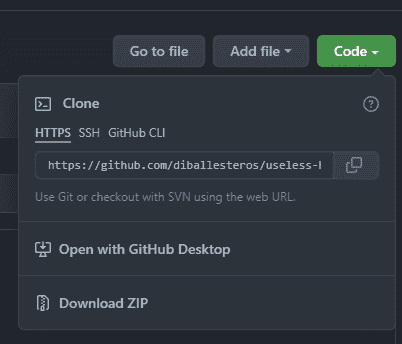 Go to file Add file Code
Clone
HTTPS SSH GitHub CLI
https://github.com/diballesteros/useless-
Use Git or checkout with SVN using the web URL.
Open with GitHub Desktop
Download ZIP